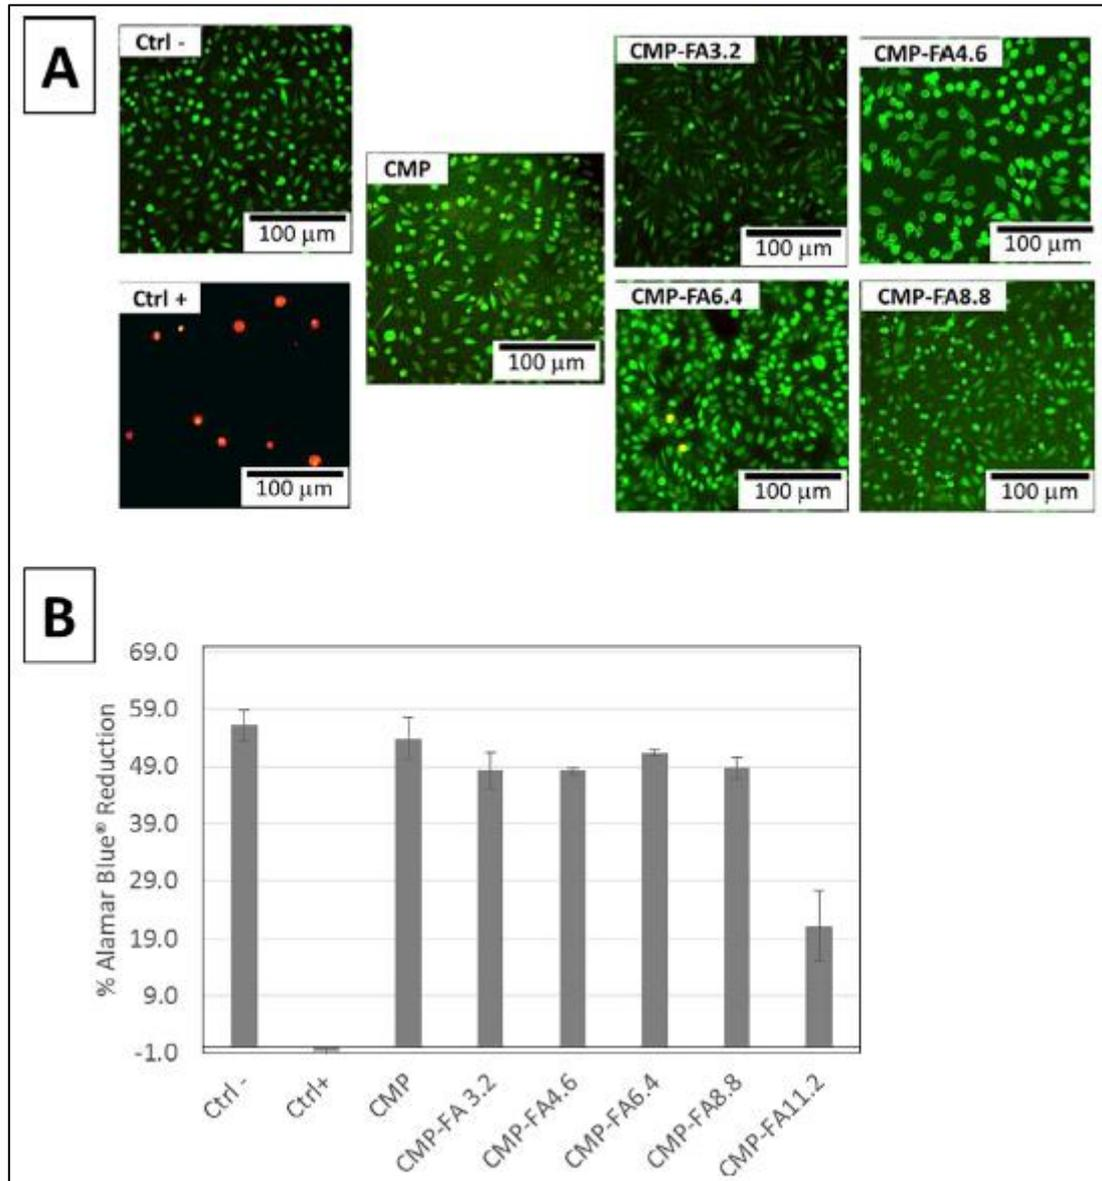 A
Ctrl -
100 μm
Ctrl +
100 μm
CMP
100 μm
CMP-FA3.2
100 μm
CMP-FA4.6
100 μm
CMP-FA6.4
100 μm
CMP-FA8.8
100 μm
B
% Alamar Blue® Reduction
69.0
59.0
49.0
39.0
29.0
19.0
9.0
-1.0
Ctrl -
Ctrl+
CMP
CMP-FA 3.2
CMP-FA4.6
CMP-FA6.4
CMP-FA8.8
CMP-FA11.2